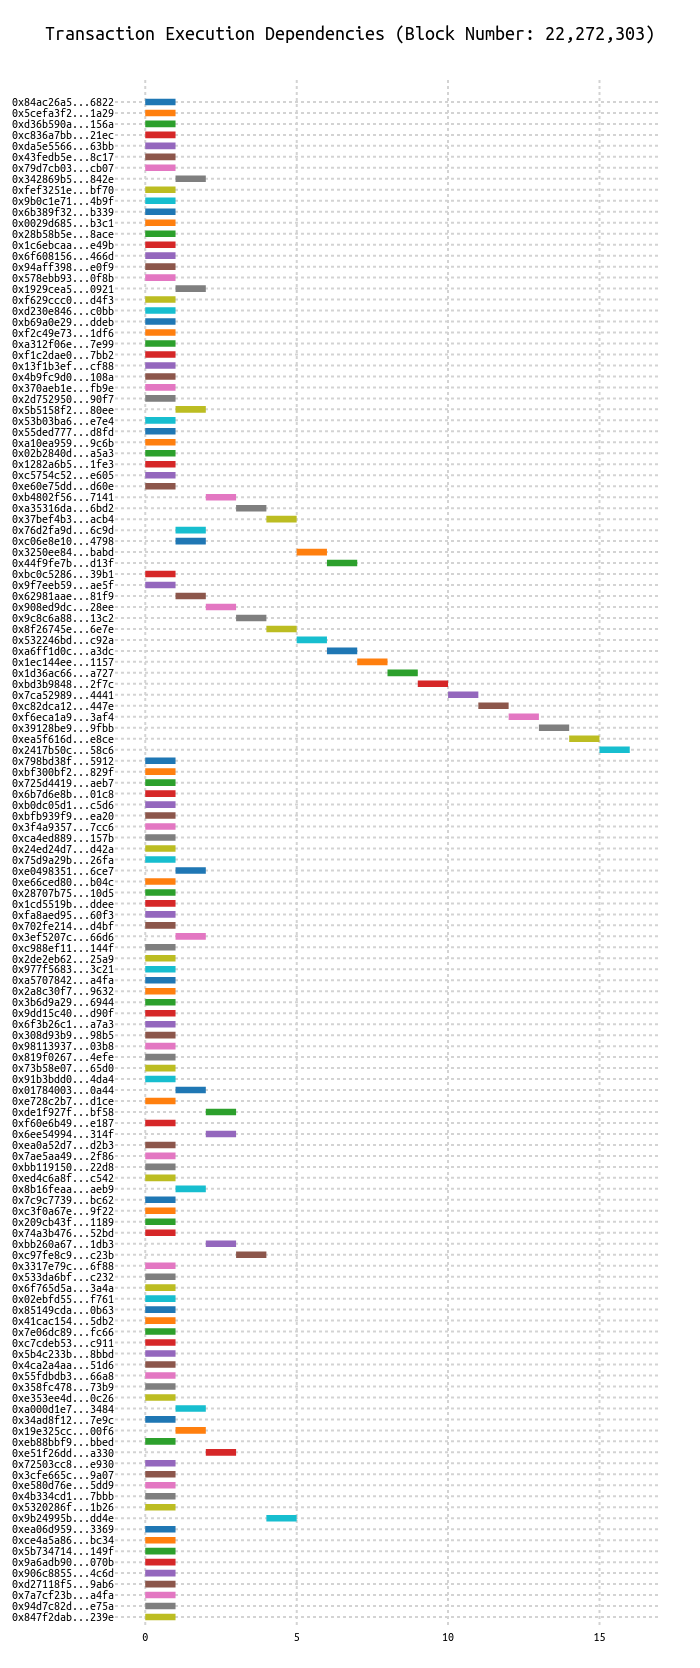 Transaction Execution Dependencies (Block Number: 22,272,303)
0x84ac26a5...6822
0x5cefa3f2...1a29
0xd36b590a...156a
0xc836a7bb...21ec
0xda5e5566...63bb
0x43fedb5e...8c17
0x79d7cb03...cb07
0x342869b5...842e
0xfef3251e...bf70
0x9b0c1e71...4b9f
0x6b389f32...b339
0x0029d685...b3c1
0x28b58b5e...8ace
0x1c6ebcaa...e49b
0x6f608156...466d
0x94aff398...e0f9
0x578ebb93...0f8b
0x1929cea5...0921
0xf629ccc0...d4f3
0xd230e846...c0bb
0xb69a0e29...ddeb
0xf2c49e73...1df6
0xa312f06e...7e99
0xf1c2dae0...7bb2
0x13f1b3ef...cf88
0x4b9fc9d0...108a
0x370aeb1e...fb9e
0x2d752950...90f7
0x5b5158f2...80ee
0x53b03ba6...e7e4
0x55ded777...d8fd
0xa10ea959...9c6b
0x02b2840d...a5a3
0x1282a6b5...1fe3
0xc5754c52...e605
0xe60e75dd...d60e
0xb4802f56...7141
0xa35316da...6bd2
0x37bef4b3...acb4
0x76d2fa9d...6c9d
0xc06e8e10...4798
0x3250ee84...babd
0x44f9fe7b...d13f
0xbc0c5286...39b1
0x9f7eeb59...ae5f
0x62981aae...81f9
0x908ed9dc...28ee
0x9c8c6a88...13c2
0x8f26745e...6e7e
0x532246bd...c92a
0xa6ff1d0c...a3dc
0x1ec144ee...1157
0x1d36ac66...a727
0xbd3b9848...2f7c
0x7ca52989...4441
0xc82dca12...447e
0xf6eca1a9...3af4
0x39128be9...9fbb
0xea5f616d...e8ce
0x2417b50c...58c6
0x798bd38f...5912
0xbf300bf2...829f
0x725d4419...aeb7
0x6b7d6e8b...01c8
0xb0dc05d1...c5d6
0xbfb939f9...ea20
0x3f4a9357...7cc6
0xca4ed889...157b
0x24ed24d7...d42a
0x75d9a29b...26fa
0xe0498351...6ce7
0xe66ced80...b04c
0x28707b75...10d5
0x1cd5519b...ddee
0xfa8aed95...60f3
0x702fe214...d4bf
0x3ef5207c...66d6
0xc988ef11...144f
0x2de2eb62...25a9
0x977f5683...3c21
0xa5707842...a4fa
0x2a8c30f7...9632
0x3b6d9a29...6944
0x9dd15c40...d90f
0x6f3b26c1...a7a3
0x308d93b9...98b5
0x98113937...03b8
0x819f0267...4efe
0x73b58e07...65d0
0x91b3bdd0...4da4
0x01784003...0a44
0xe728c2b7...d1ce
0xde1f927f...bf58
0xf60e6b49...e187
0x6ee54994...314f
0xea0a52d7...d2b3
0x7ae5aa49...2f86
0xbb119150...22d8
0xed4c6a8f...c542
0x8b16feaa...aeb9
0x7c9c7739...bc62
0xc3f0a67e...9f22
0x209cb43f...1189
0x74a3b476...52bd
0xbb260a67...1db3
0xc97fe8c9...c23b
0x3317e79c...6f88
0x533da6bf...c232
0x6f765d5a...3a4a
0x02ebfd55...f761
0x85149cda...0b63
0x41cac154...5db2
0x7e06dc89...fc66
0xc7cdeb53...c911
0x5b4c233b...8bbd
0x4ca2a4aa...51d6
0x55fdbdb3...66a8
0x358fc478...73b9
0xe353ee4d...0c26
0xa000d1e7...3484
0x34ad8f12...7e9c
0x19e325cc...00f6
0xeb88bbf9...bbed
0xe51f26dd...a330
0x72503cc8...e930
0x3cfe665c...9a07
0xe580d76e...5dd9
0x4b334cd1...7bbb
0x5320286f...1b26
0x9b24995b...dd4e
0xea06d959...3369
0xce4a5a86...bc34
0x5b734714...149f
0x9a6adb90...070b
0x906c8855...4c6d
0xd27118f5...9ab6
0x7a7cf23b...a4fa
0x94d7c82d...e75a
0x847f2dab...239e
0 5 10 15